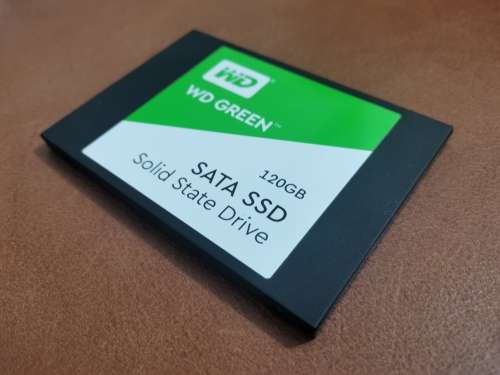 WD®
WD GREEN™
120GB
SATA SSD
Solid State Drive